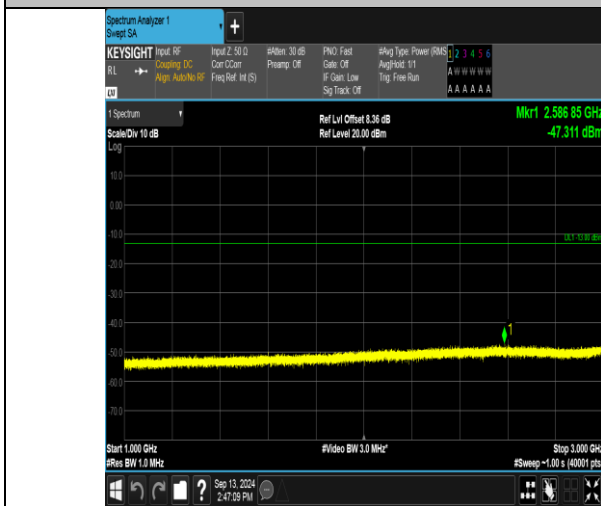 Spectrum Analyzer 1
Swept SA
+
KEYSIGHT
RL
Input: RF
Coupling: DC
Align: Auto/No RF
Input Z: 50 Ω
Corr CCorr
Freq Ref: Int (S)
#Atten: 30 dB
Preamp: Off
PNO: Fast
Gate: Off
IF Gain: Low
Sig Track: Off
#Avg Type: Power (RMS
Avg|Hold: 1/1
Trig: Free Run
1 2 3 4 5 6
A W W W W W
A A A A A A
1 Spectrum
Scale/Div 10 dB
Log
Ref Lvl Offset 8.36 dB
Ref Level 20.00 dBm
Mkr1 2.586 85 GHz
-47.311 dBm
10.0
0.00
-10.0
DL1 -13.00 dBm
-20.0
-30.0
-40.0
1
-50.0
-60.0
-70.0
Start 1.000 GHz
#Res BW 1.0 MHz
#Video BW 3.0 MHz*
Stop 3.000 GHz
#Sweep ~1.00 s (40001 pts
?
Sep 13, 2024
2:47:09 PM